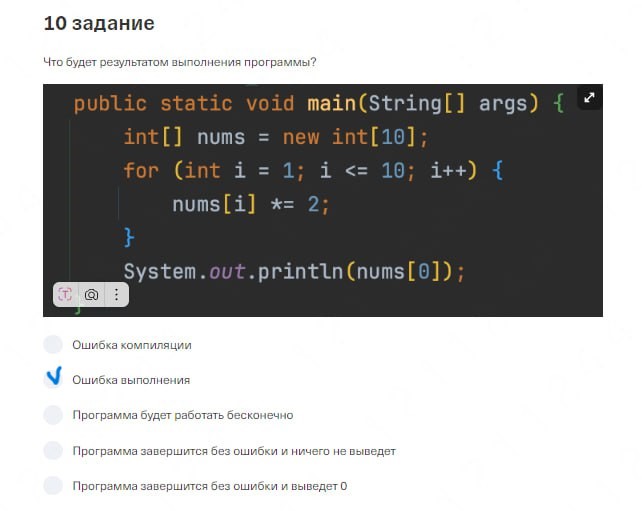 10 задание
Что будет результатом выполнения программы?
public static void main(String[] args) {
int[] nums = new int[10];
for (int i = 1; i <= 10; i++) {
nums[i] *= 2;
}
System.out.println(nums[0]);
}
Ошибка компиляции
Ошибка выполнения
Программа будет работать бесконечно
Программа завершится без ошибки и ничего не выведет
Программа завершится без ошибки и выведет 0